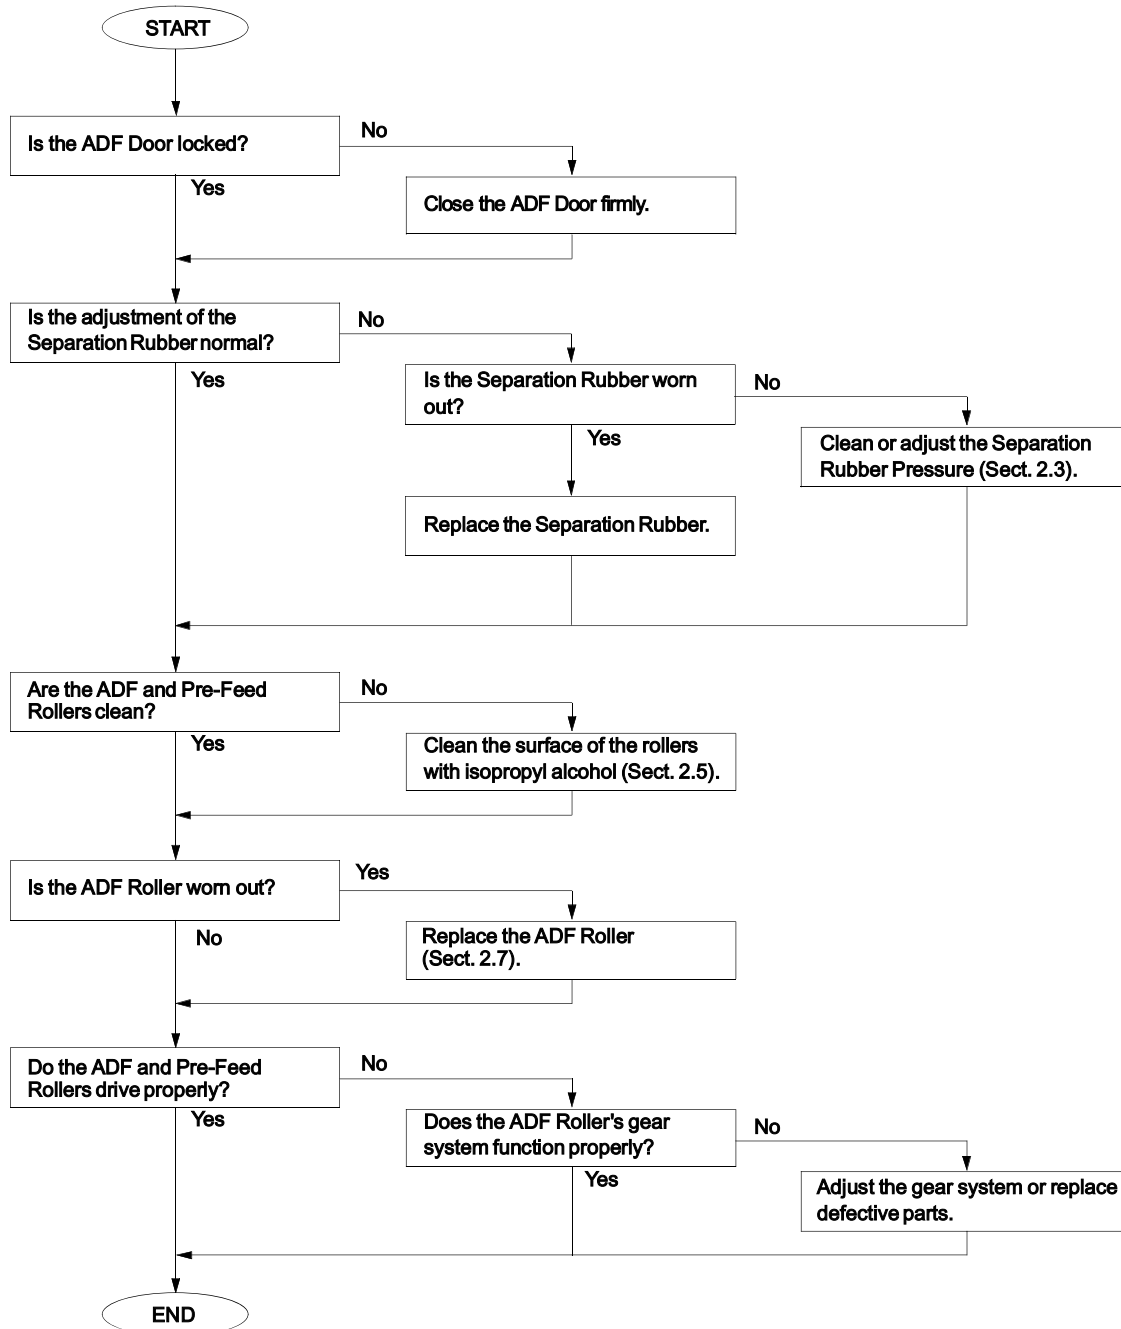 START
Is the ADF Door locked?
No
Yes
Close the ADF Door firmly.
Is the adjustment of the
Separation Rubber normal?
No
Yes
Is the Separation Rubber worn
out?
No
Yes
Clean or adjust the Separation
Rubber Pressure (Sect. 2.3).
Replace the Separation Rubber.
Are the ADF and Pre-Feed
Rollers clean?
No
Yes
Clean the surface of the rollers
with isopropyl alcohol (Sect. 2.5).
Is the ADF Roller worn out?
Yes
No
Replace the ADF Roller
(Sect. 2.7).
Do the ADF and Pre-Feed
Rollers drive properly?
No
Yes
Does the ADF Roller's gear
system function properly?
No
Yes
Adjust the gear system or replace
defective parts.
END